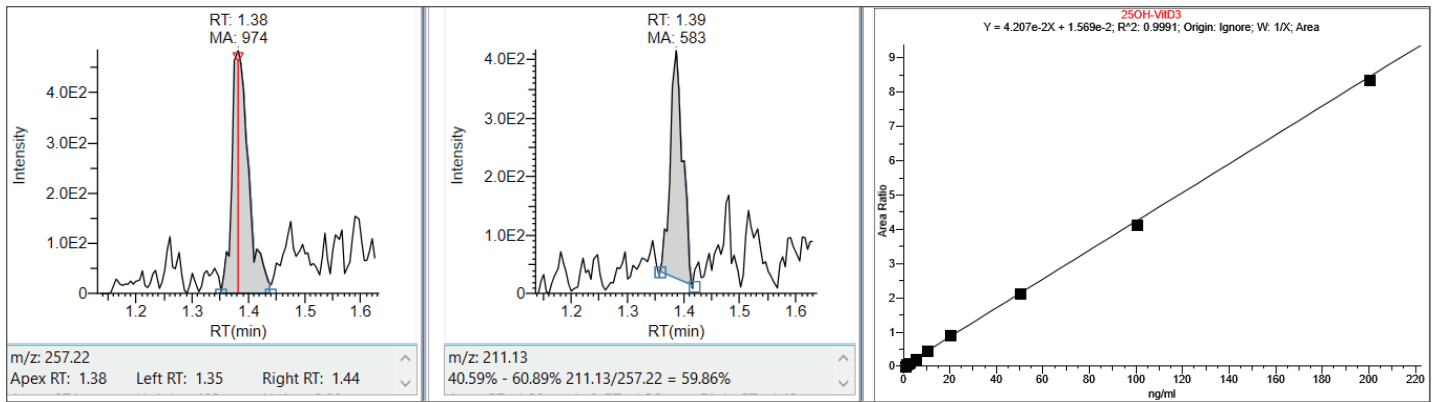 RT: 1.38
MA: 974
4.0E2
3.0E2
2.0E2
1.0E2
0
Intensity
1.2 1.3 1.4 1.5 1.6
RT(min)
m/z: 257.22
Apex RT: 1.38 Left RT: 1.35 Right RT: 1.44
RT: 1.39
MA: 583
4.0E2
3.0E2
2.0E2
1.0E2
0
Intensity
1.2 1.3 1.4 1.5 1.6
RT(min)
m/z: 211.13
40.59% - 60.89% 211.13/257.22 = 59.86%
25OH-VitD3
Y = 4.207e-2X + 1.569e-2; R^2: 0.9991; Origin: Ignore; W: 1/X; Area
9
8
7
6
5
4
3
2
1
0
Area Ratio
0 20 40 60 80 100 120 140 160 180 200 220
ng/ml